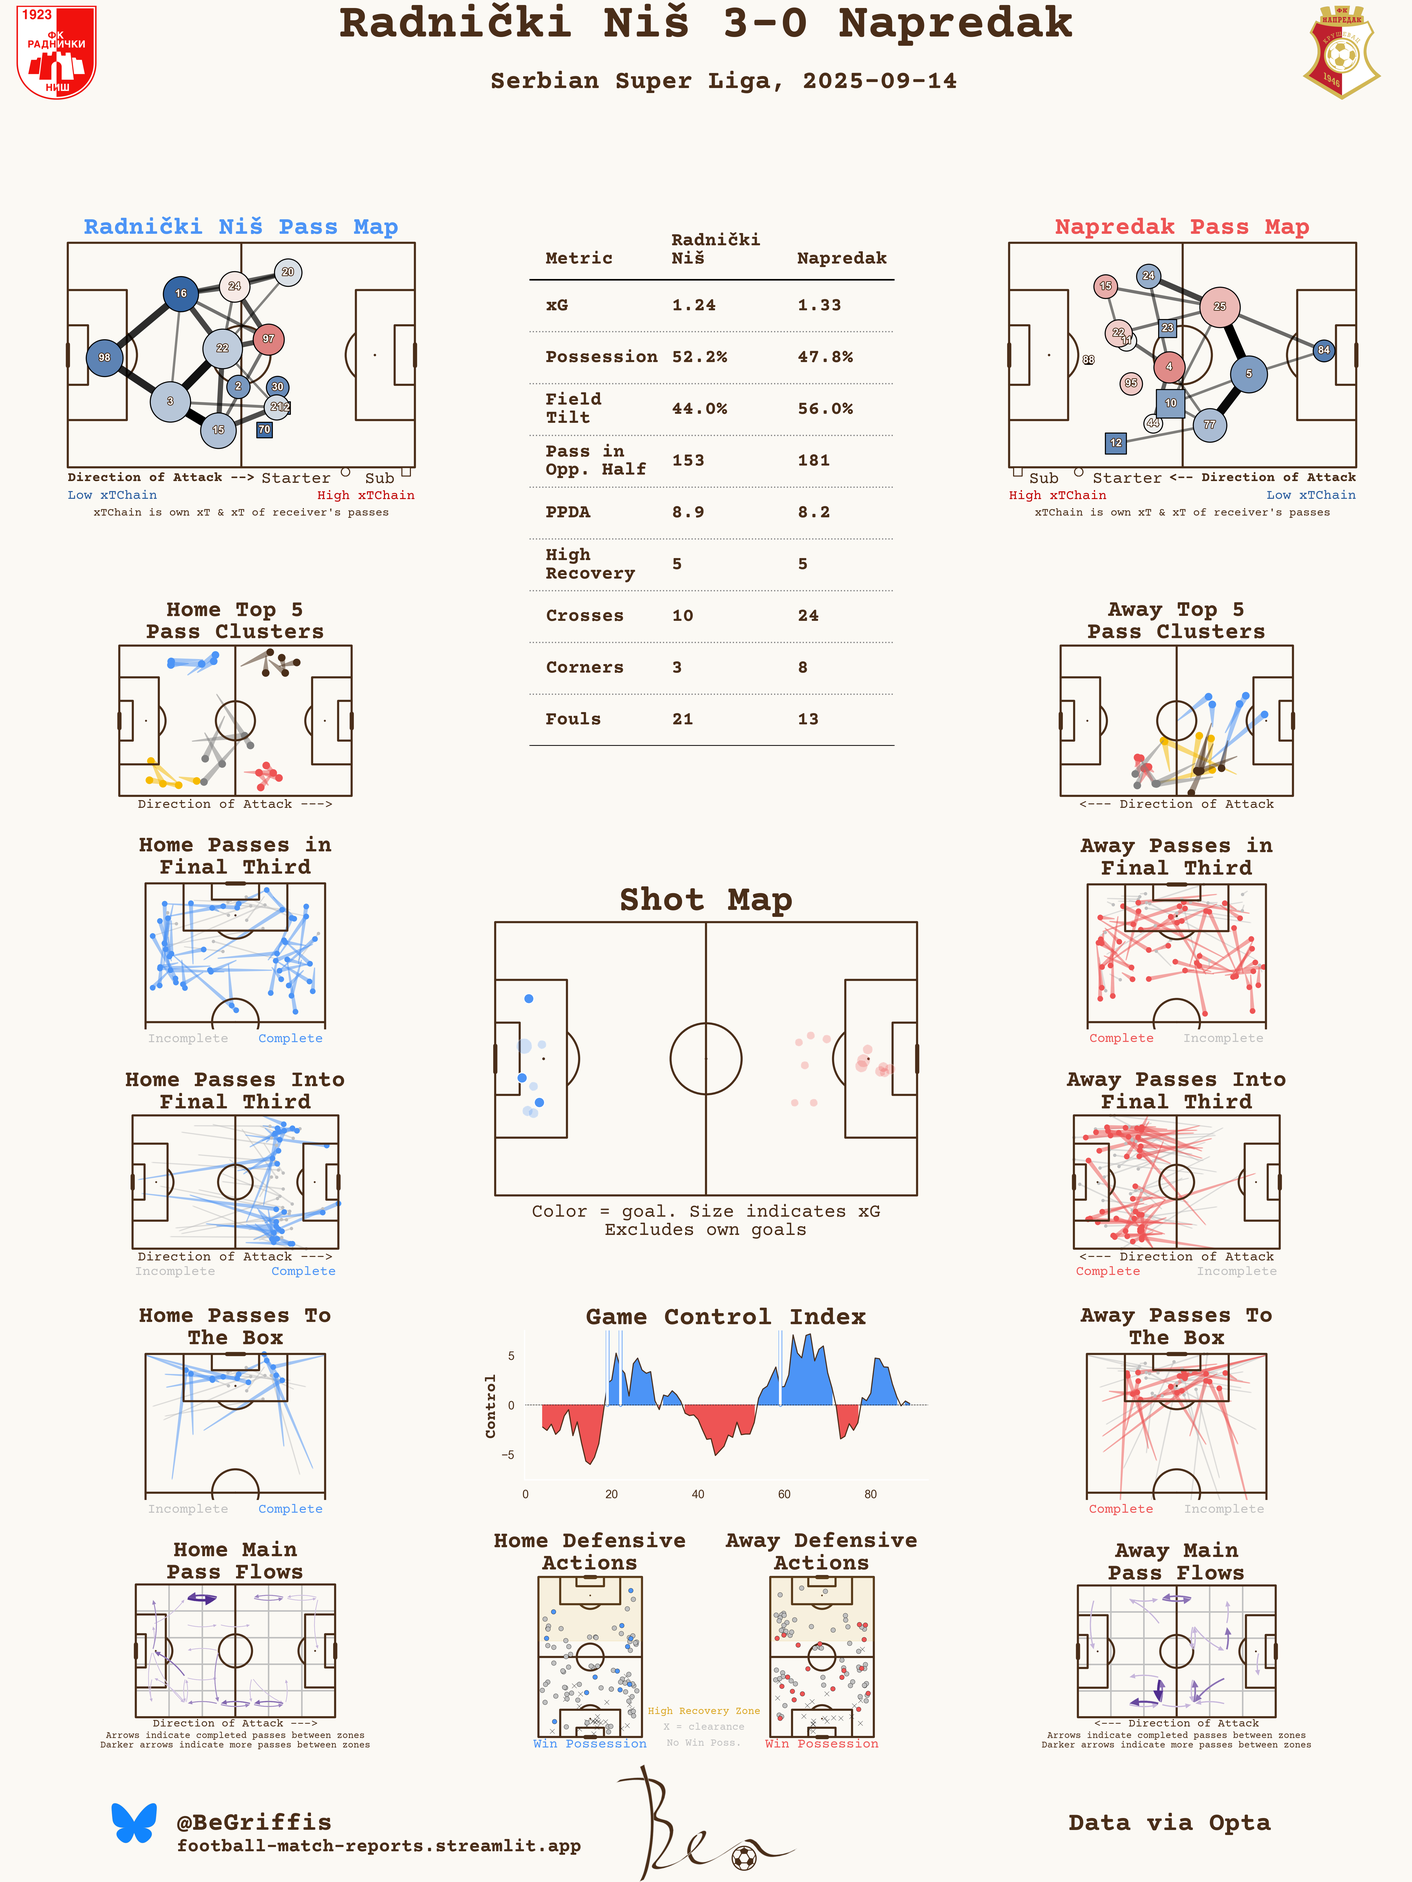 Radnički Niš 3-0 Napredak
Serbian Super Liga, 2025-09-14
1923
ФК
РАДНИЧКИ
НИШ
ФК
НАПРЕДАК
КРУШЕВАЦ
1946
Radnički Niš Pass Map
98
16
3
15
22
24
20
97
2
30
212
70
Direction of Attack --> Starter Sub
Low xTChain High xTChain
xTChain is own xT & xT of receiver's passes
Metric Radnički Niš Napredak
xG 1.24 1.33
Possession 52.2% 47.8%
Field Tilt 44.0% 56.0%
Pass in Opp. Half 153 181
PPDA 8.9 8.2
High Recovery 5 5
Crosses 10 24
Corners 3 8
Fouls 21 13
Napredak Pass Map
15
24
25
22
11
23
84
88
4
5
95
10
44
77
12
Sub Starter <-- Direction of Attack
High xTChain Low xTChain
xTChain is own xT & xT of receiver's passes
Home Top 5
Pass Clusters
Direction of Attack --->
Away Top 5
Pass Clusters
<--- Direction of Attack
Home Passes in
Final Third
Incomplete Complete
Away Passes in
Final Third
Complete Incomplete
Shot Map
Color = goal. Size indicates xG
Excludes own goals
Home Passes Into
Final Third
Direction of Attack --->
Incomplete Complete
Away Passes Into
Final Third
<--- Direction of Attack
Complete Incomplete
Home Passes To
The Box
Incomplete Complete
Game Control Index
Control
5
0
−5
0 20 40 60 80
Away Passes To
The Box
Complete Incomplete
Home Main
Pass Flows
Direction of Attack --->
Arrows indicate completed passes between zones
Darker arrows indicate more passes between zones
Home Defensive
Actions
Win Possession
High Recovery Zone
X = clearance
No Win Poss.
Away Defensive
Actions
Win Possession
Away Main
Pass Flows
<--- Direction of Attack
Arrows indicate completed passes between zones
Darker arrows indicate more passes between zones
@BeGriffis
football-match-reports.streamlit.app
Ben
Data via Opta